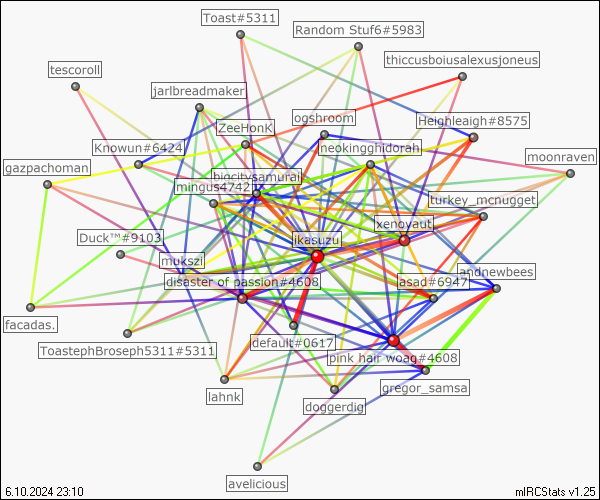 Toast#5311
Random Stuf6#5983
thiccusboiusalexusjoneus
tescoroll
jarlbreadmaker
ogshroom
Heighleaigh#8575
ZeeHonK
Knowun#6424
neokingghidorah
moonraven
gazpachoman
bincitysamurai
mingus4742
turkey_mcnugget
xenoyaut
Duck™#9103
ikasuzu
mukszi
andnewbees
disaster of passion#4608
asad#6947
facadas.
ToastephBroseph5311#5311
default#0617
pink hair woag#4608
gregor_samsa
lahnk
doggerdig
avelicious
6.10.2024 23:10
mIRCStats v1.25